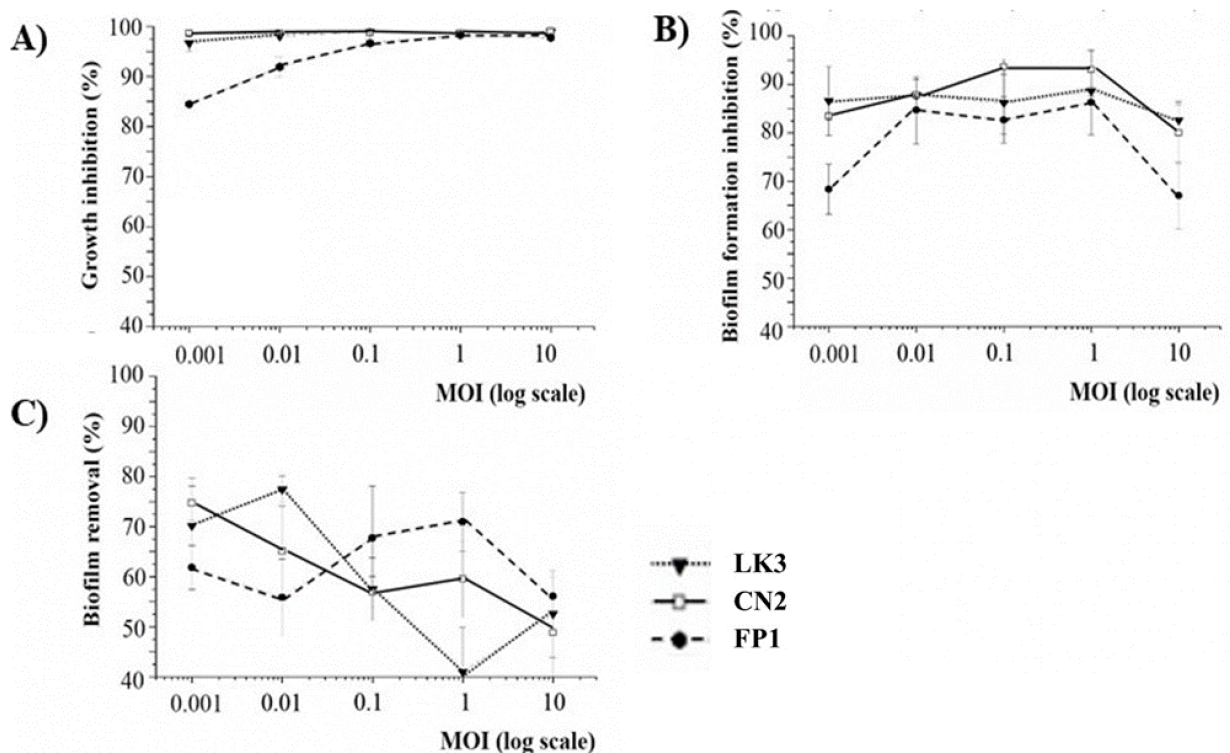 A)
Growth inhibition (%)
100
90
80
70
60
50
40
0.001 0.01 0.1 1 10
MOI (log scale)
B)
Biofilm formation inhibition (%)
100
90
80
70
60
50
40
0.001 0.01 0.1 1 10
MOI (log scale)
C)
Biofilm removal (%)
100
80
70
60
50
40
0.001 0.01 0.1 1 10
MOI (log scale)
LK3
CN2
FP1